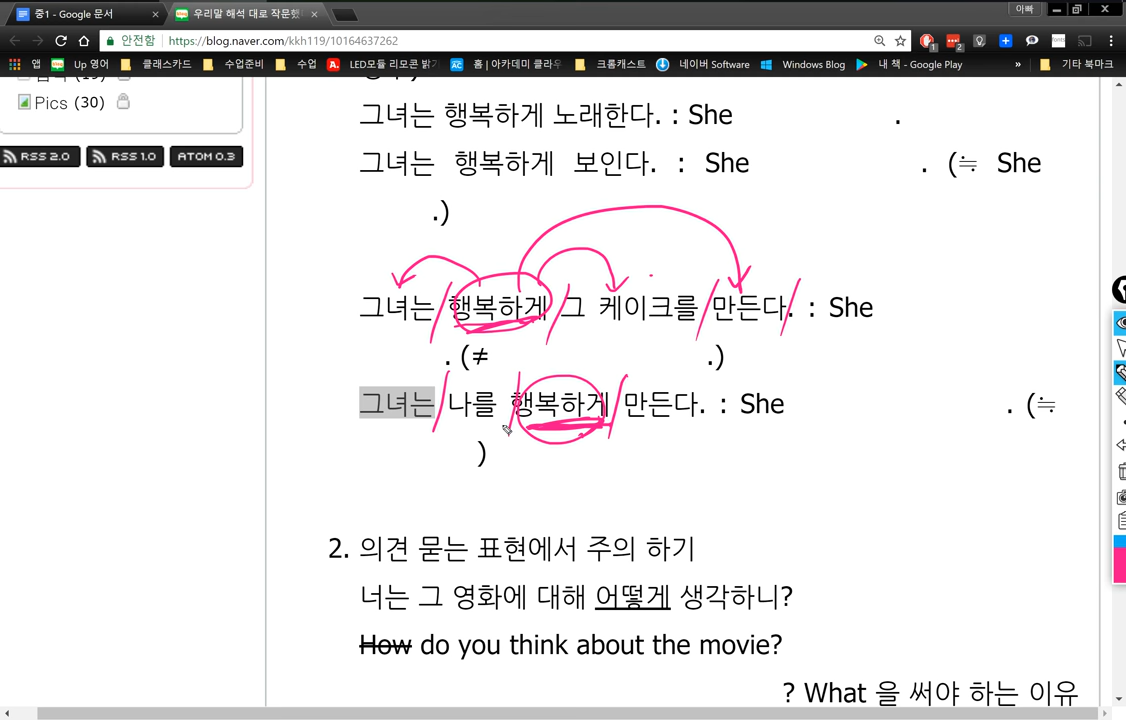 중1 - Google 문서
우리말 해석 대로 작문했
아빠
안전함 https://blog.naver.com/kkh119/10164637262
앱 Up 영어 클래스카드 수업준비 수업 LED모듈 리모콘 밝기 홈 | 아카데미 클라우 크롬캐스트 네이버 Software Windows Blog 내 책 - Google Play » 기타 북마크
Pics (30)
RSS 2.0 RSS 1.0 ATOM 0.3
그녀는 행복하게 노래한다. : She .
그녀는 행복하게 보인다. : She . (≒ She
.)
그녀는 / 행복하게 / 그 케이크를 / 만든다. / : She
. (≠ .)
그녀는 / 나를 / 행복하게 / 만든다. : She . (≒
)
2. 의견 묻는 표현에서 주의 하기
너는 그 영화에 대해 어떻게 생각하니?
How do you think about the movie?
? What 을 써야 하는 이유